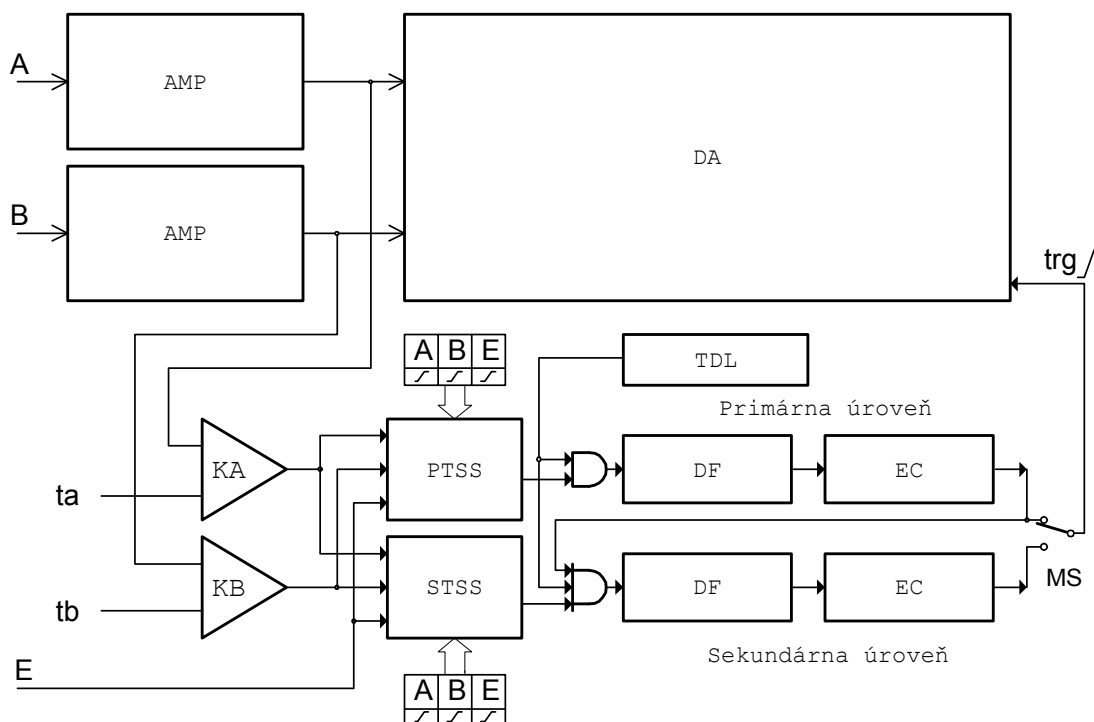 A
AMP
DA
B
AMP
trg
A B E
TDL
Primárna úroveň
KA
PTSS
DF
EC
ta
KB
STSS
DF
EC
MS
tb
Sekundárna úroveň
E
A B E